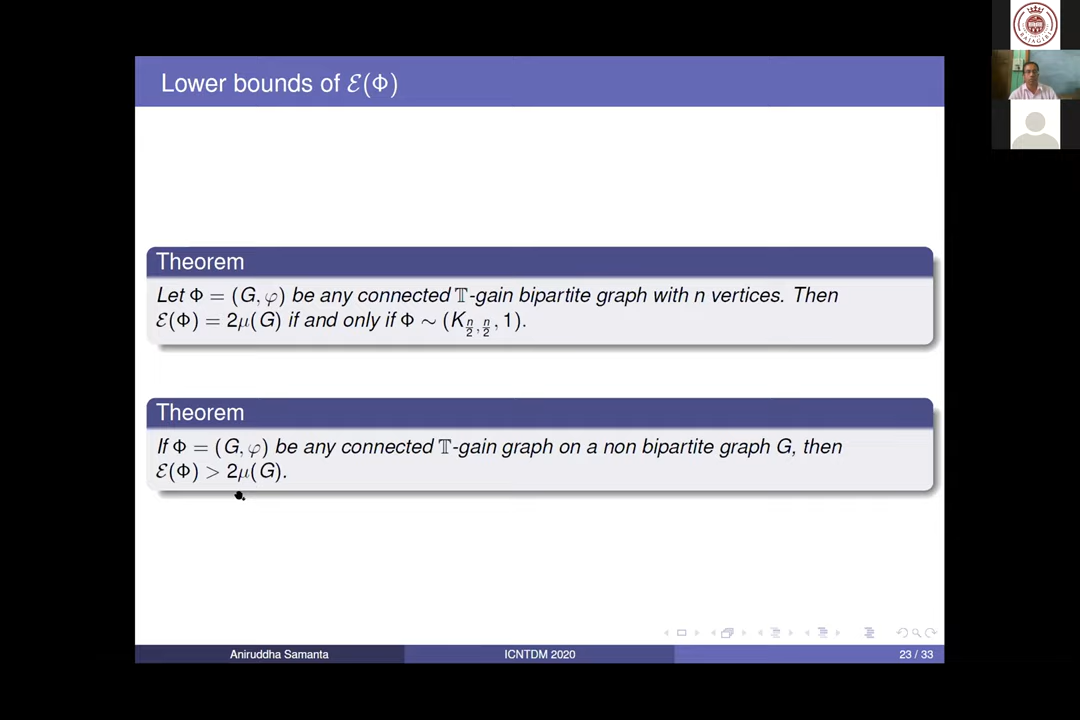 Lower bounds of ℰ(Φ)
Theorem
Let Φ = (G, φ) be any connected 𝕋-gain bipartite graph with n vertices. Then
ℰ(Φ) = 2μ(G) if and only if Φ ∼ (K_{n/2, n/2}, 1).
Theorem
If Φ = (G, φ) be any connected 𝕋-gain graph on a non bipartite graph G, then
ℰ(Φ) > 2μ(G).
Aniruddha Samanta
ICNTDM 2020
23 / 33
RAJAGIRI